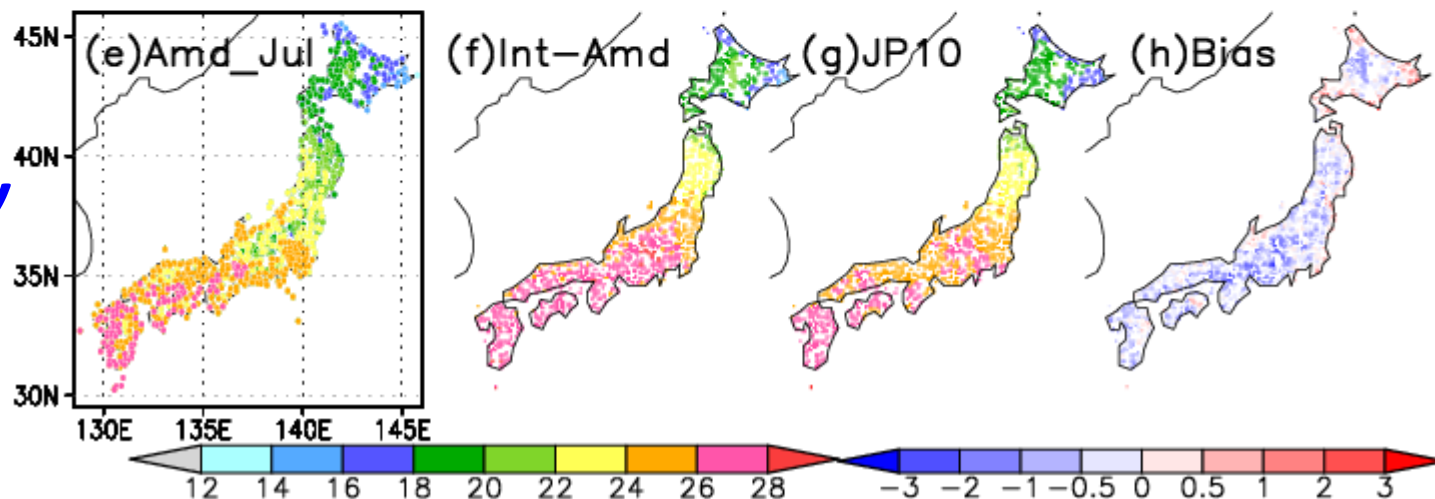 (e)Amd_Jul
(f)Int-Amd
(g)JP10
(h)Bias
45N
40N
35N
30N
130E 135E 140E 145E
12 14 16 18 20 22 24 26 28
-3 -2 -1 -0.5 0 0.5 1 2 3